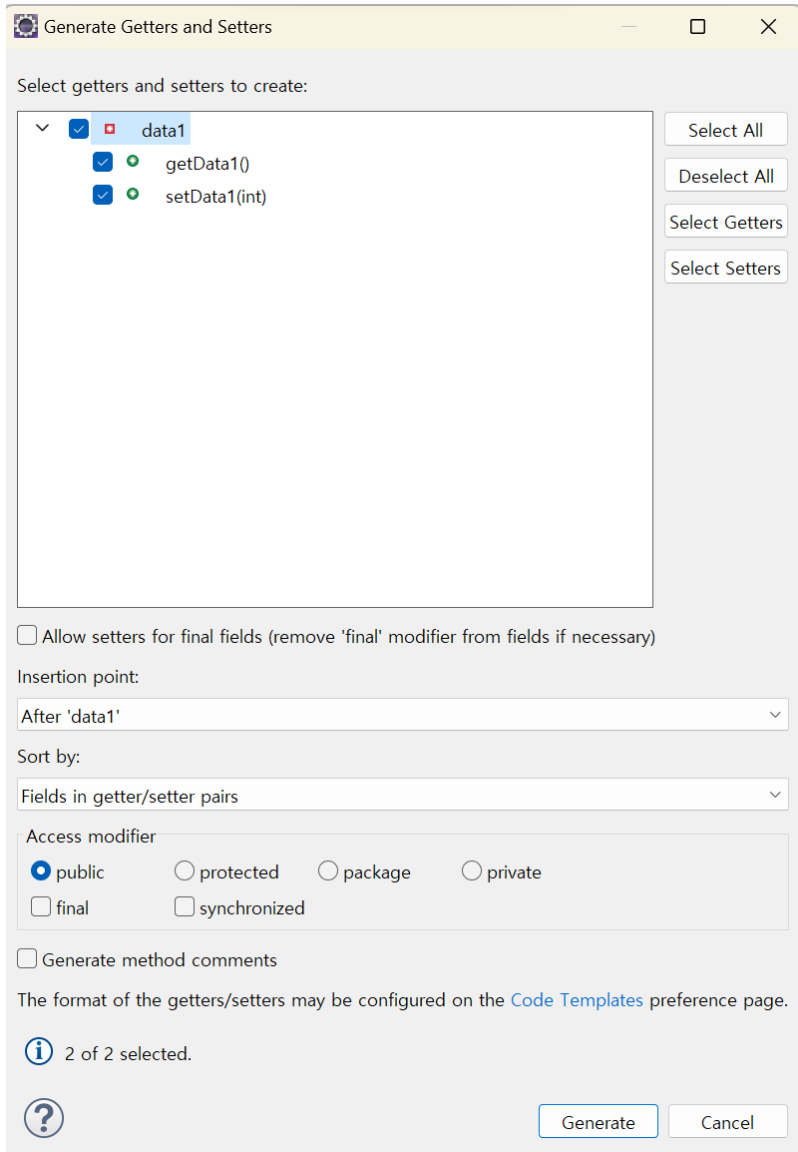 Generate Getters and Setters
Select getters and setters to create:
data1
Select All
getData1()
Deselect All
setData1(int)
Select Getters
Select Setters
Allow setters for final fields (remove 'final' modifier from fields if necessary)
Insertion point:
After 'data1'
Sort by:
Fields in getter/setter pairs
Access modifier
public protected package private
final synchronized
Generate method comments
The format of the getters/setters may be configured on the Code Templates preference page.
2 of 2 selected.
Generate Cancel